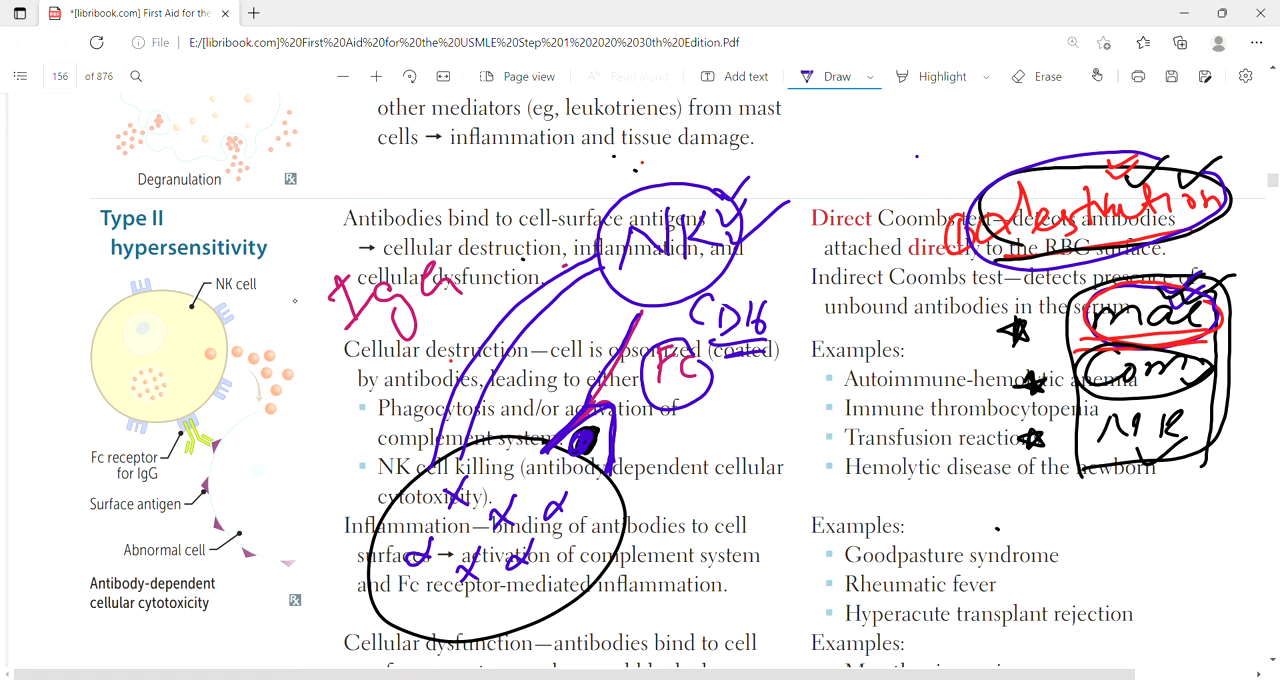 *[libribook.com] First Aid for the
File E:/[libribook.com]%20First%20Aid%20for%20the%20USMLE%20Step%201%202020%2030th%20Edition.Pdf
156 of 876 Page view Read aloud Add text Draw Highlight Erase
other mediators (eg, leukotrienes) from mast
cells → inflammation and tissue damage.
Degranulation
Rx
Type II
hypersensitivity
NK cell
Fc receptor
for IgG
Surface antigen
Abnormal cell
Antibody-dependent
cellular cytotoxicity
Rx
Antibodies bind to cell-surface antigens
→ cellular destruction, inflammation, and
cellular dysfunction.
Cellular destruction—cell is opsonized (coated)
by antibodies, leading to either:
Phagocytosis and/or activation of
complement system.
NK cell killing (antibody-dependent cellular
cytotoxicity).
Inflammation—binding of antibodies to cell
surfaces → activation of complement system
and Fc receptor-mediated inflammation.
Cellular dysfunction—antibodies bind to cell
Direct Coombs test—detects antibodies
attached directly to the RBC surface.
Indirect Coombs test—detects presence of
unbound antibodies in the serum.
Examples:
Autoimmune-hemolytic anemia
Immune thrombocytopenia
Transfusion reactions
Hemolytic disease of the newborn
Examples:
Goodpasture syndrome
Rheumatic fever
Hyperacute transplant rejection
Examples:
NK
IgG
CD16
FC
destruction
mac
Com
NK